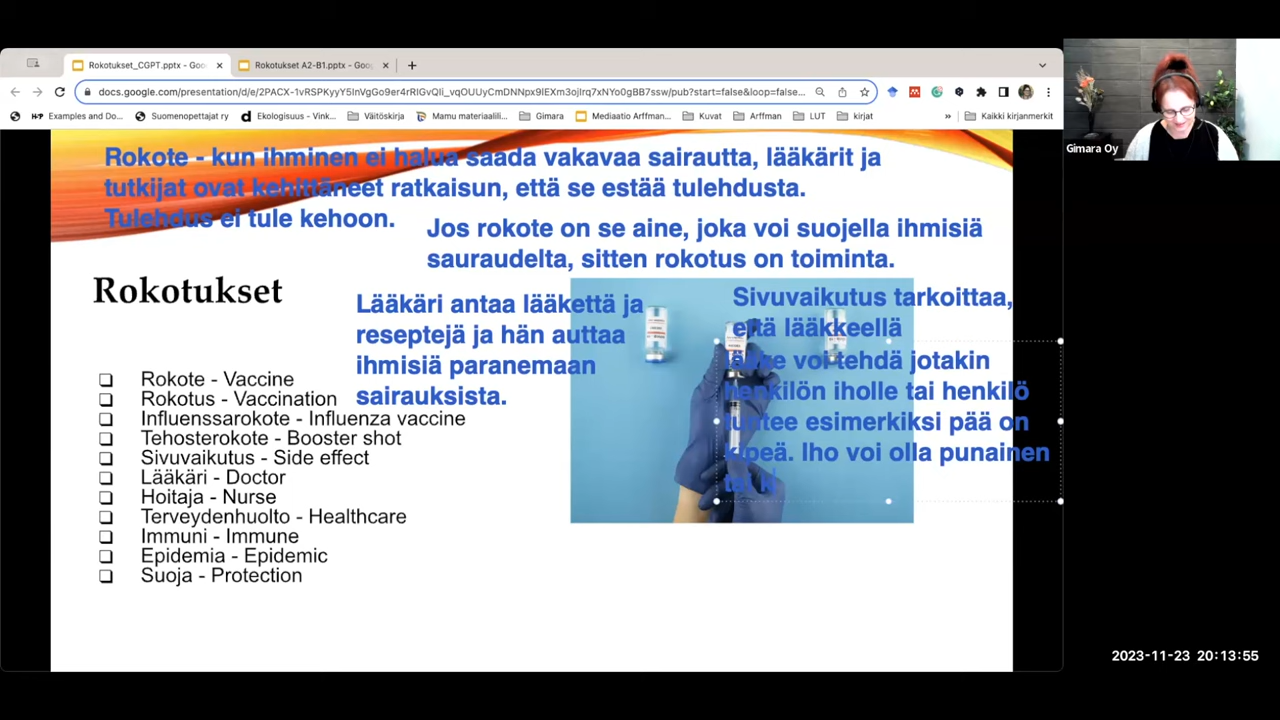 Rokotukset_CGPT.pptx - Goo
Rokotukset A2-B1.pptx - Goo
docs.google.com/presentation/d/e/2PACX-1vRSPKyyY5InVgGo9er4rRIGvQIi_vqOUUyCmDNNpx9IEXm3ojIrq7xNYo0gBB7ssw/pub?start=false&loop=false...
Examples and Do...
Suomenopettajat ry
Ekologisuus - Vink...
Väitöskirja
Mamu materiaalili...
Gimara
Mediaatio Arffman...
Kuvat
Arffman
LUT
kirjat
»
Kaikki kirjanmerkit
Gimara Oy
Rokote - kun ihminen ei halua saada vakavaa sairautta, lääkärit ja
tutkijat ovat kehittäneet ratkaisun, että se estää tulehdusta.
Tulehdus ei tule kehoon.
Jos rokote on se aine, joka voi suojella ihmisiä
sauraudelta, sitten rokotus on toiminta.
Rokotukset
Lääkäri antaa lääkettä ja
reseptejä ja hän auttaa
ihmisiä paranemaan
sairauksista.
Sivuvaikutus tarkoittaa,
että lääkkeellä
lääke voi tehdä jotakin
henkilön iholle tai henkilö
tuntee esimerkiksi pää on
kipeä. Iho voi olla punainen
tai k
Rokote - Vaccine
Rokotus - Vaccination
Influenssarokote - Influenza vaccine
Tehosterokote - Booster shot
Sivuvaikutus - Side effect
Lääkäri - Doctor
Hoitaja - Nurse
Terveydenhuolto - Healthcare
Immuni - Immune
Epidemia - Epidemic
Suoja - Protection
2023-11-23 20:13:55